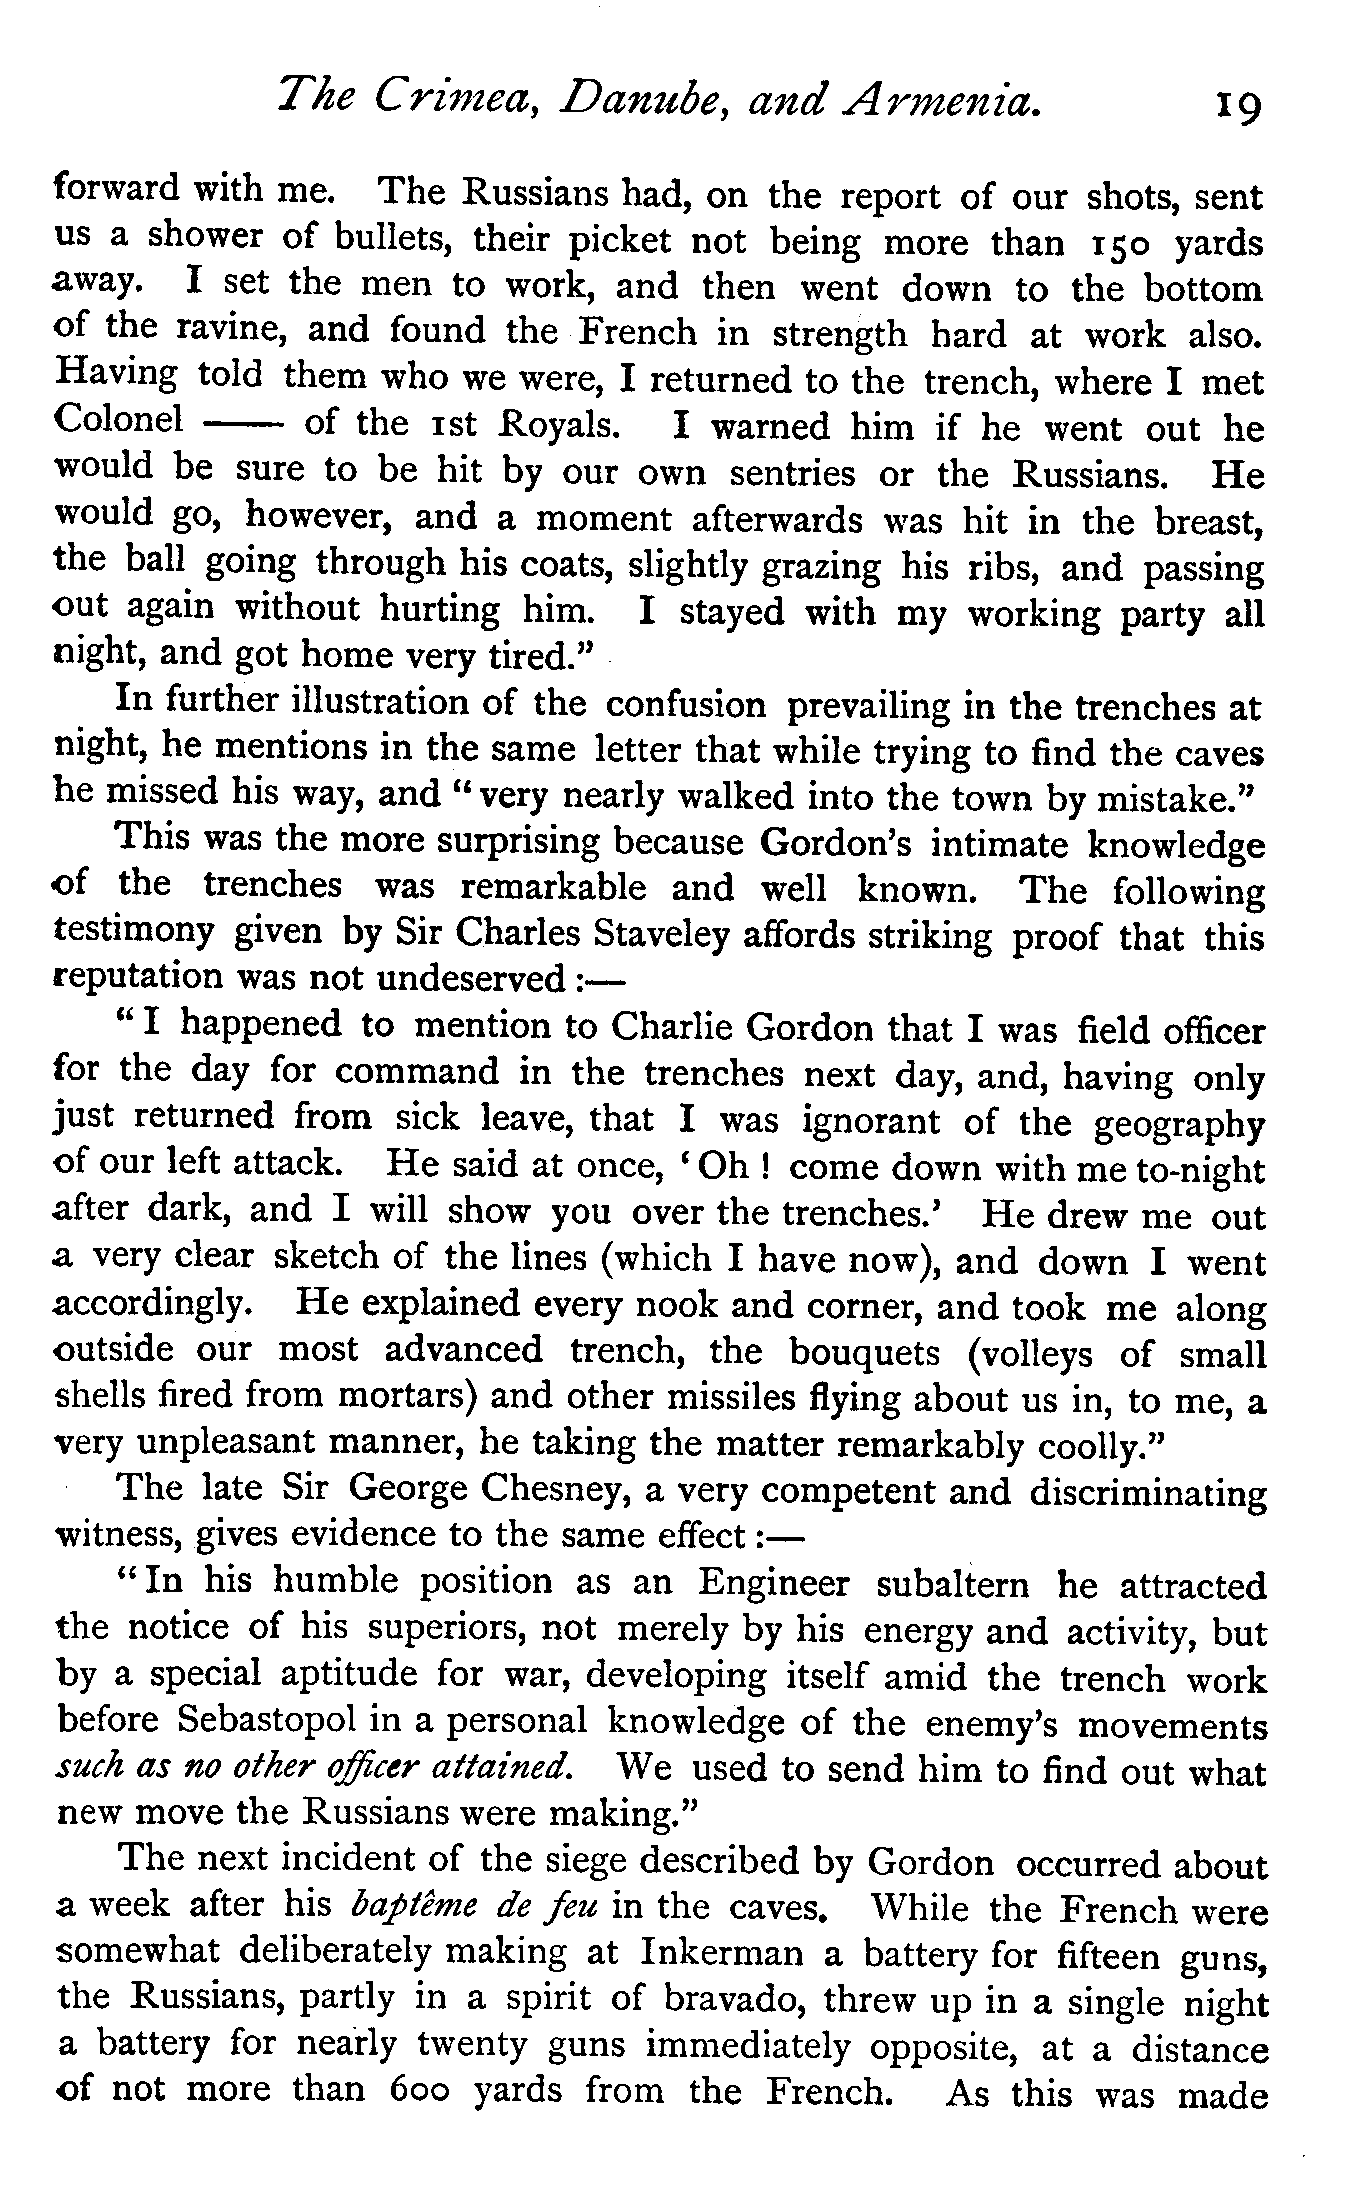 The Crimea, Danube, and Armenia. 19
forward with me. The Russians had, on the report of our shots, sent
us a shower of bullets, their picket not being more than 150 yards
away. I set the men to work, and then went down to the bottom
of the ravine, and found the French in strength hard at work also.
Having told them who we were, I returned to the trench, where I met
Colonel —— of the 1st Royals. I warned him if he went out he
would be sure to be hit by our own sentries or the Russians. He
would go, however, and a moment afterwards was hit in the breast,
the ball going through his coats, slightly grazing his ribs, and passing
out again without hurting him. I stayed with my working party all
night, and got home very tired.”
In further illustration of the confusion prevailing in the trenches at
night, he mentions in the same letter that while trying to find the caves
he missed his way, and “very nearly walked into the town by mistake.”
This was the more surprising because Gordon’s intimate knowledge
of the trenches was remarkable and well known. The following
testimony given by Sir Charles Staveley affords striking proof that this
reputation was not undeserved :—
“I happened to mention to Charlie Gordon that I was field officer
for the day for command in the trenches next day, and, having only
just returned from sick leave, that I was ignorant of the geography
of our left attack. He said at once, ‘Oh ! come down with me to-night
after dark, and I will show you over the trenches.’ He drew me out
a very clear sketch of the lines (which I have now), and down I went
accordingly. He explained every nook and corner, and took me along
outside our most advanced trench, the bouquets (volleys of small
shells fired from mortars) and other missiles flying about us in, to me, a
very unpleasant manner, he taking the matter remarkably coolly.”
The late Sir George Chesney, a very competent and discriminating
witness, gives evidence to the same effect :—
“In his humble position as an Engineer subaltern he attracted
the notice of his superiors, not merely by his energy and activity, but
by a special aptitude for war, developing itself amid the trench work
before Sebastopol in a personal knowledge of the enemy’s movements
such as no other officer attained. We used to send him to find out what
new move the Russians were making.”
The next incident of the siege described by Gordon occurred about
a week after his baptême de feu in the caves. While the French were
somewhat deliberately making at Inkerman a battery for fifteen guns,
the Russians, partly in a spirit of bravado, threw up in a single night
a battery for nearly twenty guns immediately opposite, at a distance
of not more than 600 yards from the French. As this was made